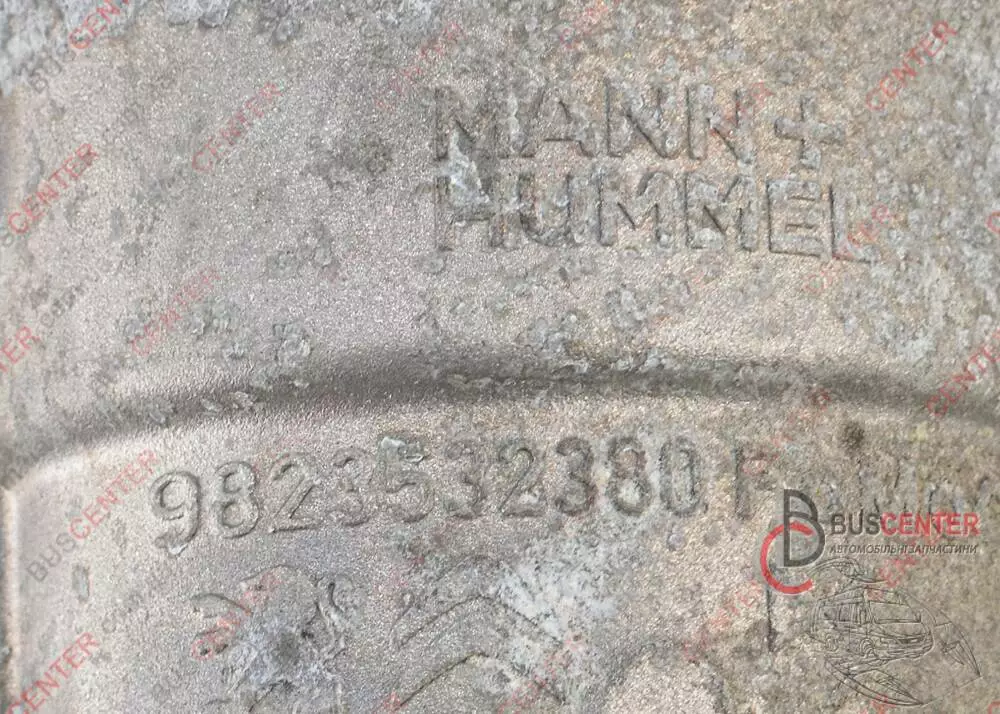 MANN+
HUMMEL
9823532380
BUSCENTER
АВТОМОБІЛЬНІ ЗАПЧАСТИНИ